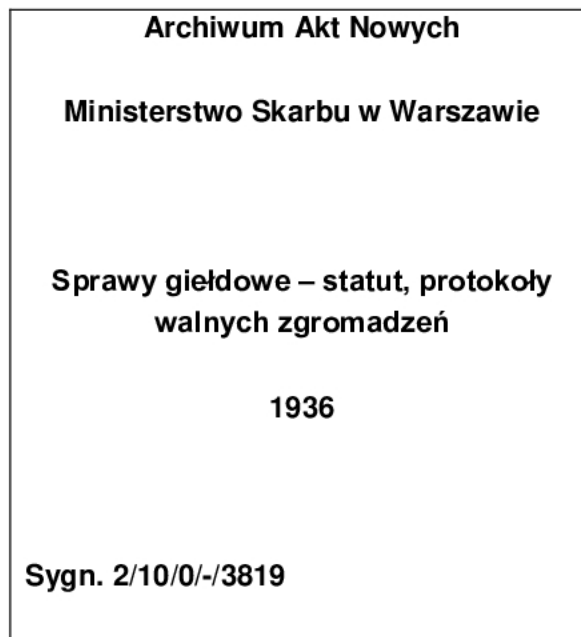 Archiwum Akt Nowych
Ministerstwo Skarbu w Warszawie
Sprawy giełdowe – statut, protokoły
walnych zgromadzeń
1936
Sygn. 2/10/0/-/3819